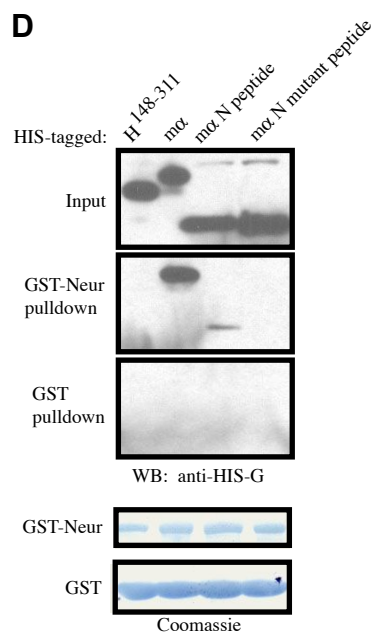 D
HIS-tagged:
H148-311
mα
mα N peptide
mα N mutant peptide
Input
GST-Neur
pulldown
GST
pulldown
WB: anti-HIS-G
GST-Neur
GST
Coomassie